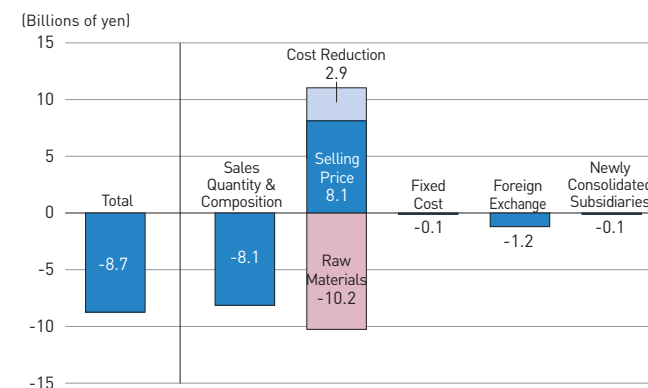 (Billions of yen)
15
10
5
0
-5
-10
-15
Total
-8.7
Sales
Quantity &
Composition
-8.1
Cost Reduction
2.9
Selling
Price
8.1
Raw
Materials
-10.2
Fixed
Cost
-0.1
Foreign
Exchange
-1.2
Newly
Consolidated
Subsidiaries
-0.1